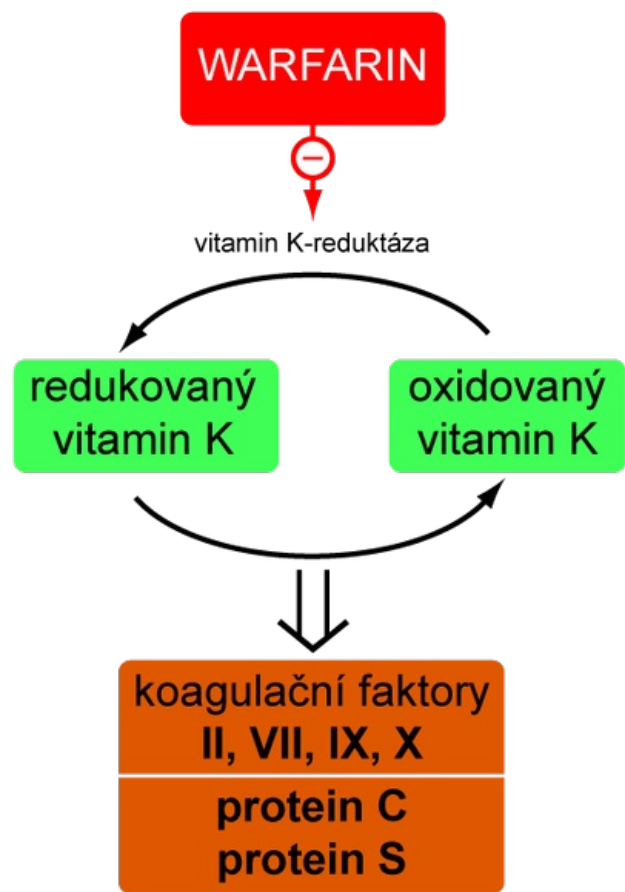 WARFARIN
−
vitamin K-reduktáza
redukovaný
vitamin K
oxidovaný
vitamin K
koagulační faktory
II, VII, IX, X
protein C
protein S